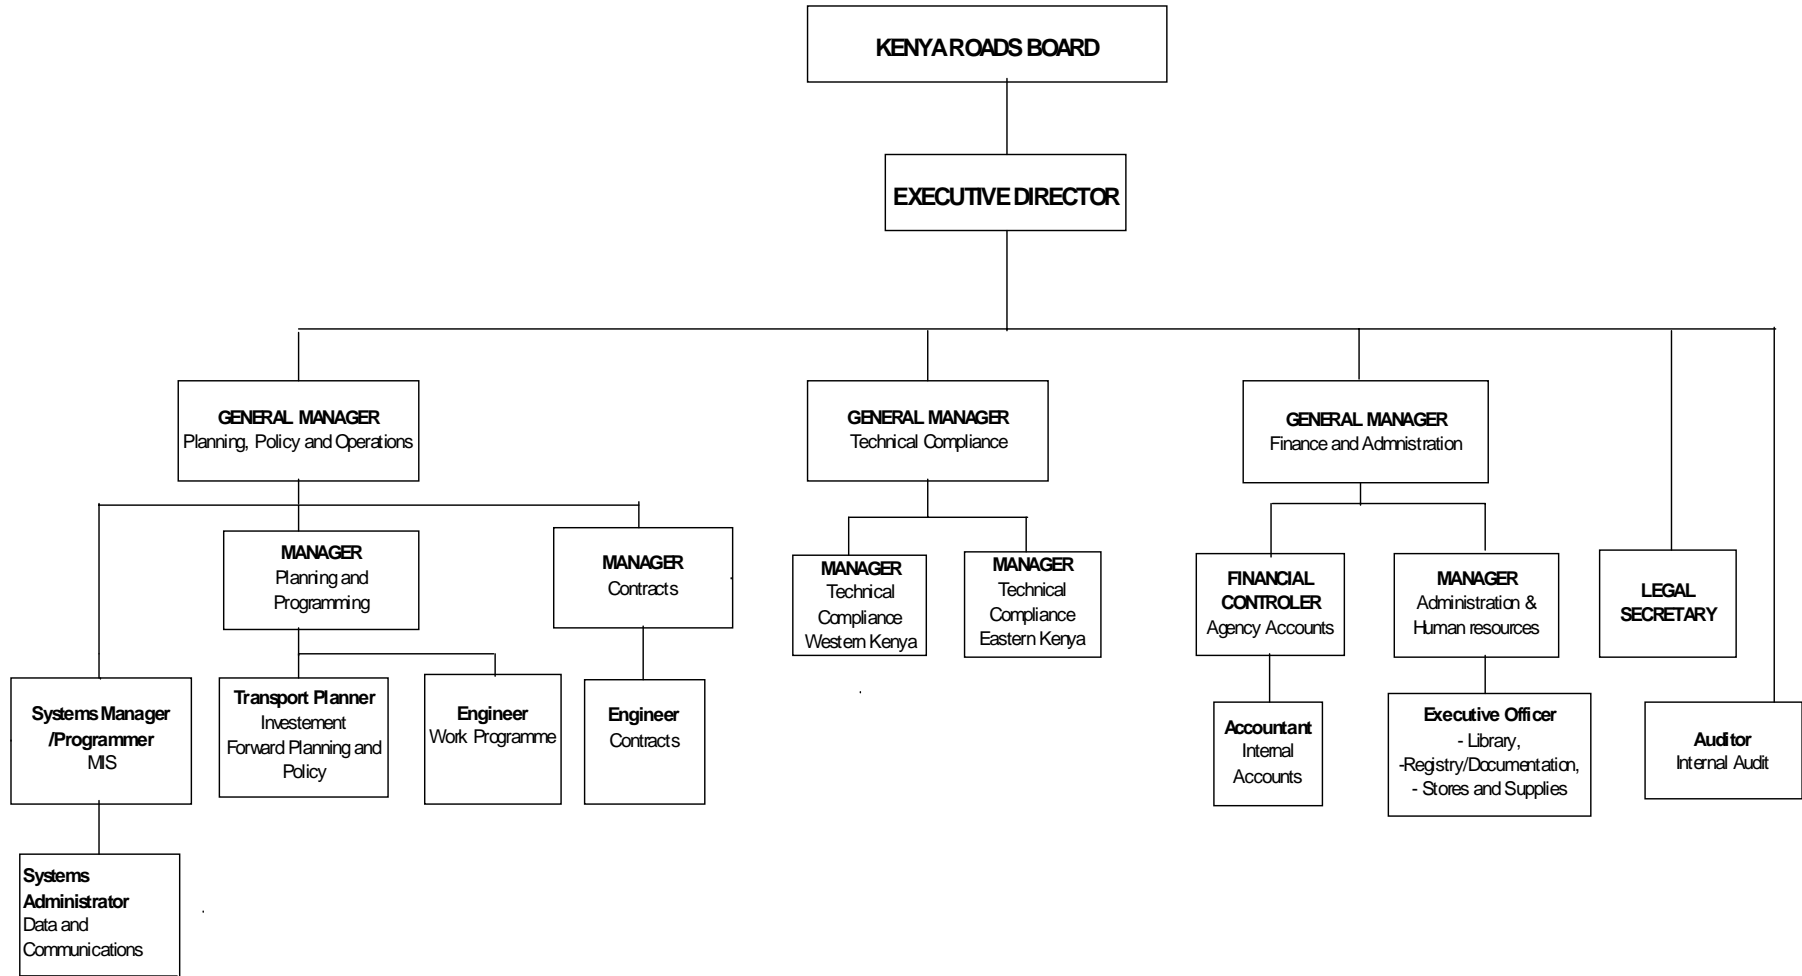 KENYA ROADS BOARD
EXECUTIVE DIRECTOR
GENERAL MANAGER
Planning, Policy and Operations
GENERAL MANAGER
Technical Compliance
GENERAL MANAGER
Finance and Admnistration
MANAGER
Planning and
Programming
MANAGER
Contracts
MANAGER
Technical
Compliance
Western Kenya
MANAGER
Technical
Compliance
Eastern Kenya
FINANCIAL
CONTROLER
Agency Accounts
MANAGER
Administration &
Human resources
LEGAL
SECRETARY
Systems Manager
/Programmer
MIS
Transport Planner
Investement
Forward Planning and
Policy
Engineer
Work Programme
Engineer
Contracts
Accountant
Internal
Accounts
Executive Officer
- Library,
-Registry/Documentation,
- Stores and Supplies
Auditor
Internal Audit
Systems
Administrator
Data and
Communications